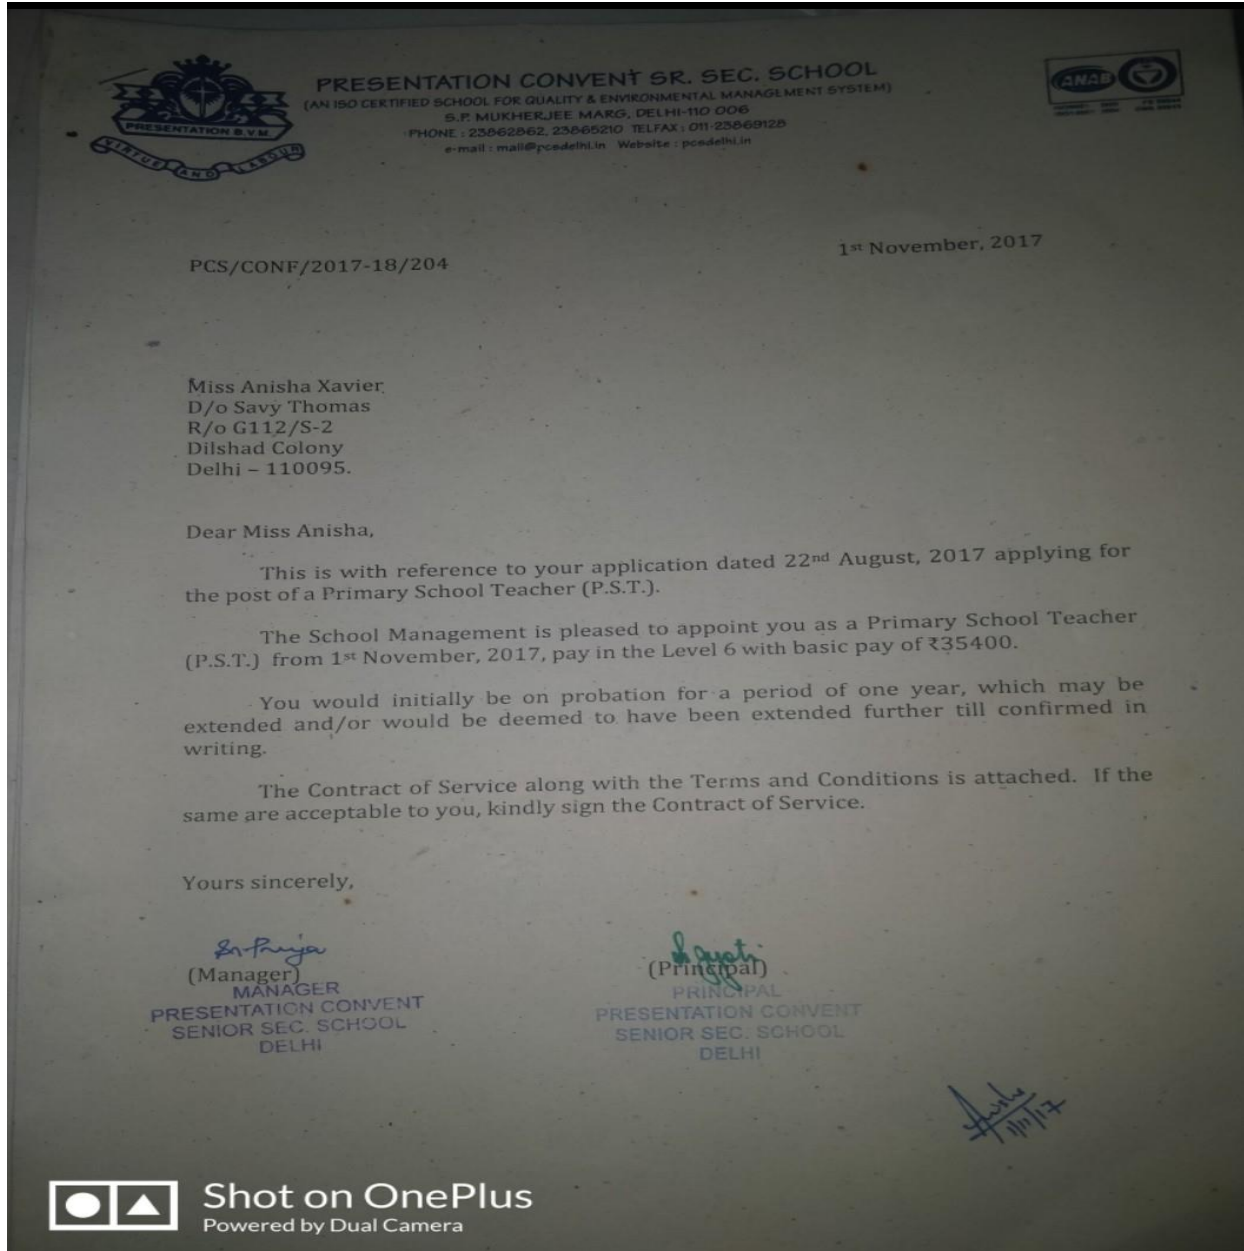 PRESENTATION CONVENT SR. SEC. SCHOOL
(AN ISO CERTIFIED SCHOOL FOR QUALITY & ENVIRONMENTAL MANAGEMENT SYSTEM)
S.P. MUKHERJEE MARG, DELHI-110 006
PHONE : 23862862, 23865210 TELFAX : 011-23869128
e-mail : mail@pcsdelhi.in Website : pcsdelhi.in
PRESENTATION B.V.M.
VIRTUE AND LABOUR
ANAB
1st November, 2017
PCS/CONF/2017-18/204
Miss Anisha Xavier
D/o Savy Thomas
R/o G112/S-2
Dilshad Colony
Delhi – 110095.
Dear Miss Anisha,
This is with reference to your application dated 22nd August, 2017 applying for
the post of a Primary School Teacher (P.S.T.).
The School Management is pleased to appoint you as a Primary School Teacher
(P.S.T.) from 1st November, 2017, pay in the Level 6 with basic pay of ₹35400.
You would initially be on probation for a period of one year, which may be
extended and/or would be deemed to have been extended further till confirmed in
writing.
The Contract of Service along with the Terms and Conditions is attached. If the
same are acceptable to you, kindly sign the Contract of Service.
Yours sincerely,
(Manager)
MANAGER
PRESENTATION CONVENT
SENIOR SEC. SCHOOL
DELHI
(Principal)
PRINCIPAL
PRESENTATION CONVENT
SENIOR SEC. SCHOOL
DELHI
1/11/17
Shot on OnePlus
Powered by Dual Camera